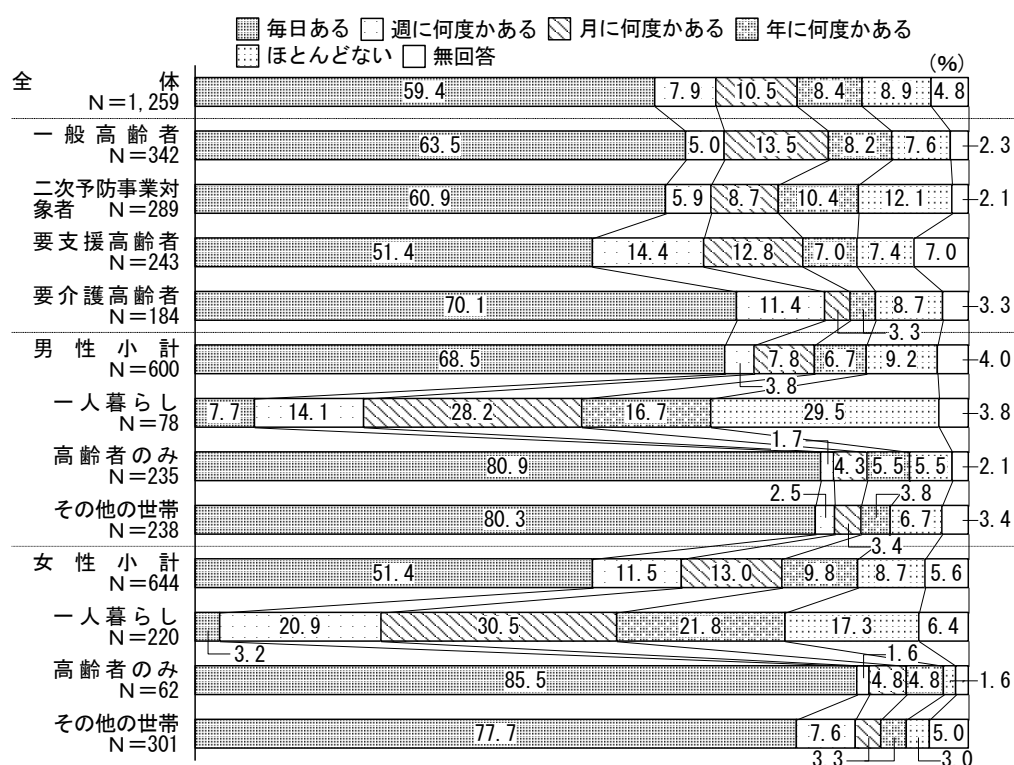 毎日ある 週に何度かある 月に何度かある 年に何度かある
ほとんどない 無回答
(%)
全体
N=1,259
59.4 7.9 10.5 8.4 8.9 4.8
一般高齢者
N=342
63.5 5.0 13.5 8.2 7.6 2.3
二次予防事業対
象者 N=289
60.9 5.9 8.7 10.4 12.1 2.1
要支援高齢者
N=243
51.4 14.4 12.8 7.0 7.4 7.0
要介護高齢者
N=184
70.1 11.4 8.7 3.3
3.3
男性小計
N=600
68.5 7.8 6.7 9.2 4.0
3.8
一人暮らし
N=78
7.7 14.1 28.2 16.7 29.5 3.8
1.7
高齢者のみ
N=235
80.9 4.3 5.5 5.5 2.1
2.5 3.8
その他の世帯
N=238
80.3 6.7 3.4
3.4
女性小計
N=644
51.4 11.5 13.0 9.8 8.7 5.6
一人暮らし
N=220
20.9 30.5 21.8 17.3 6.4
3.2 1.6
高齢者のみ
N=62
85.5 4.8 4.8 1.6
その他の世帯
N=301
77.7 7.6 5.0
3.3 3.0